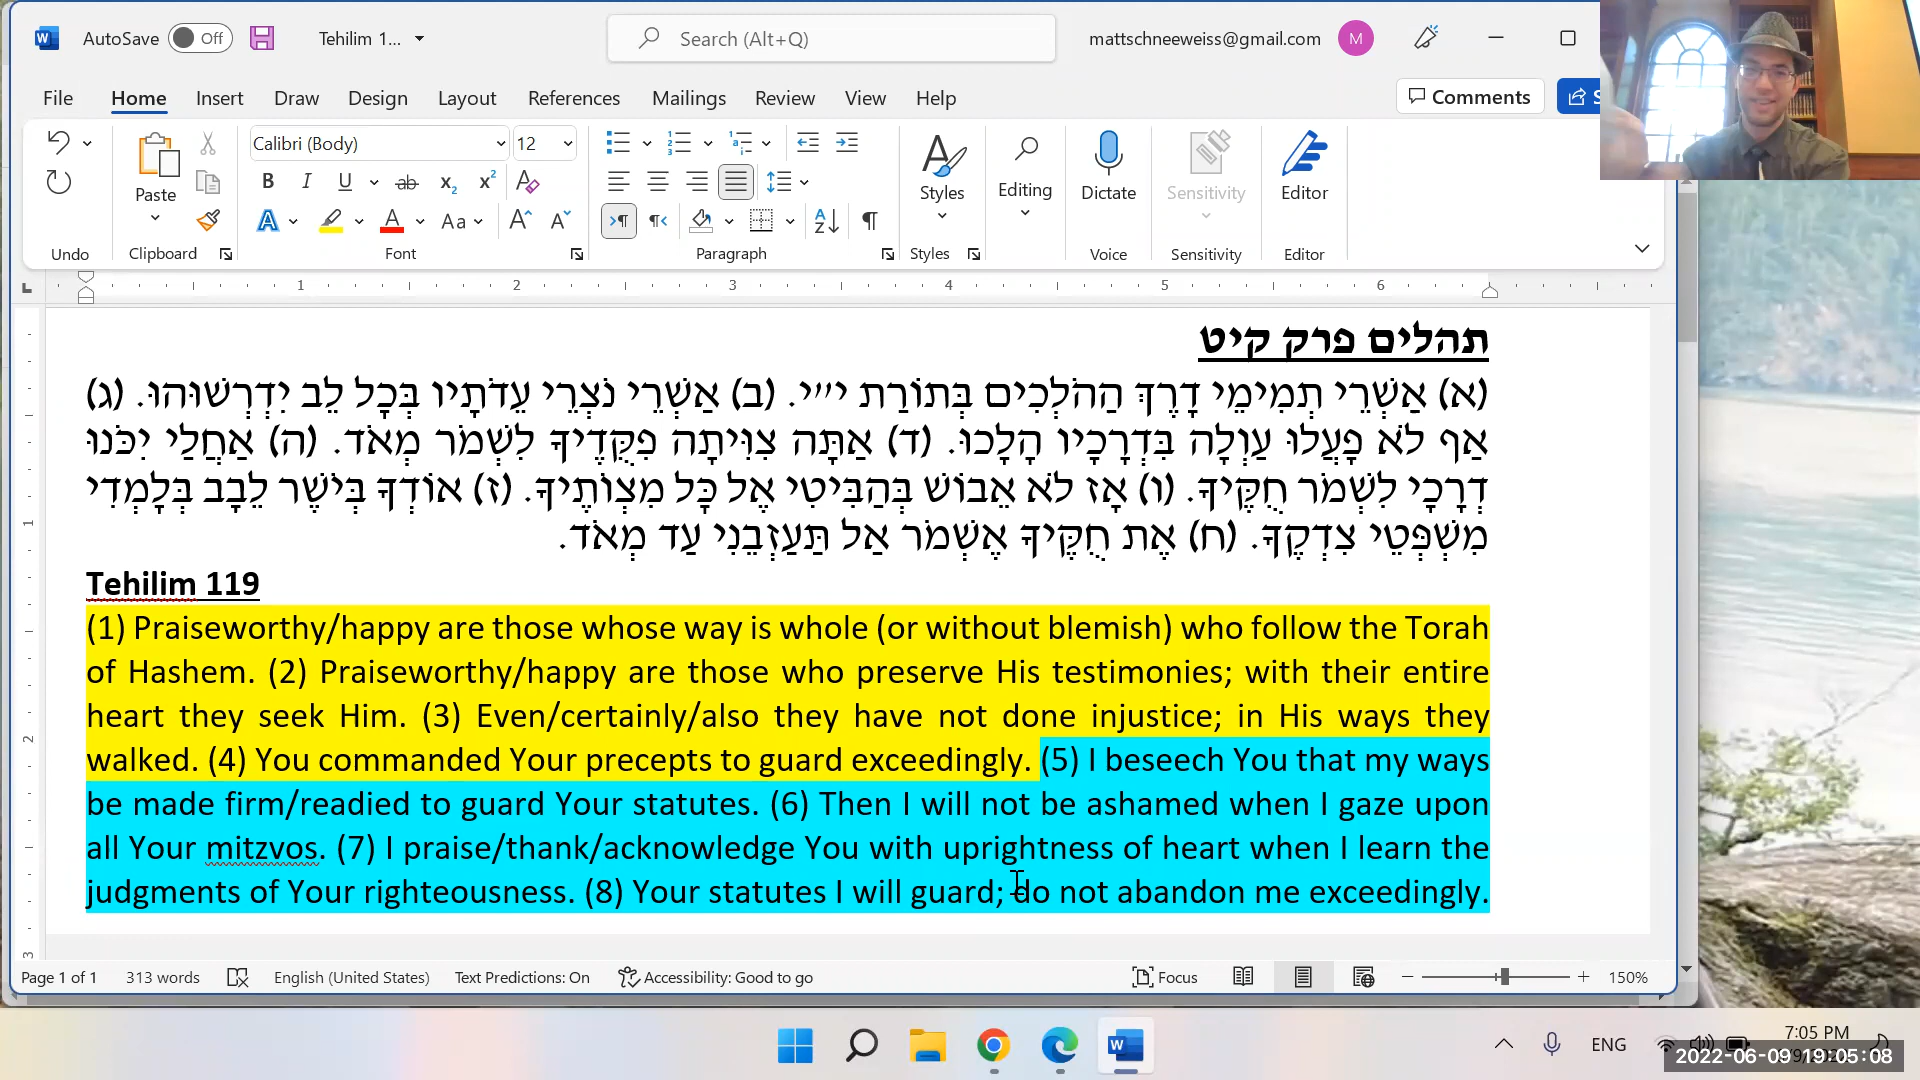 AutoSave Off Tehilim 1... Search (Alt+Q) mattschneeweiss@gmail.com M
File Home Insert Draw Design Layout References Mailings Review View Help Comments S
Calibri (Body) 12
Paste Styles Editing Dictate Sensitivity Editor
Undo Clipboard Font Paragraph Styles Voice Sensitivity Editor
1 2 3 4 5 6
תהלים פרק קיט
(א) אַשְׁרֵי תְמִימֵי דָרֶךְ הַהֹלְכִים בְּתוֹרַת י״י. (ב) אַשְׁרֵי נֹצְרֵי עֵדֹתָיו בְּכׇל לֵב יִדְרְשׁוּהוּ. (ג)
אַף לֹא פָעֲלוּ עַוְלָה בִּדְרָכָיו הָלָכוּ. (ד) אַתָּה צִוִּיתָה פִקֻּדֶיךָ לִשְׁמֹר מְאֹד. (ה) אַחֲלַי יִכֹּנוּ
דְרָכָי לִשְׁמֹר חֻקֶּיךָ. (ו) אָז לֹא אֵבוֹשׁ בְּהַבִּיטִי אֶל כׇּל מִצְוֺתֶיךָ. (ז) אוֹדְךָ בְּיֹשֶׁר לֵבָב בְּלׇמְדִי
מִשְׁפְּטֵי צִדְקֶךָ. (ח) אֶת חֻקֶּיךָ אֶשְׁמֹר אַל תַּעַזְבֵנִי עַד מְאֹד.
Tehilim 119
(1) Praiseworthy/happy are those whose way is whole (or without blemish) who follow the Torah
of Hashem. (2) Praiseworthy/happy are those who preserve His testimonies; with their entire
heart they seek Him. (3) Even/certainly/also they have not done injustice; in His ways they
walked. (4) You commanded Your precepts to guard exceedingly. (5) I beseech You that my ways
be made firm/readied to guard Your statutes. (6) Then I will not be ashamed when I gaze upon
all Your mitzvos. (7) I praise/thank/acknowledge You with uprightness of heart when I learn the
judgments of Your righteousness. (8) Your statutes I will guard; do not abandon me exceedingly.
Page 1 of 1 313 words English (United States) Text Predictions: On Accessibility: Good to go Focus 150%
ENG 7:05 PM
2022-06-09 19:05:08